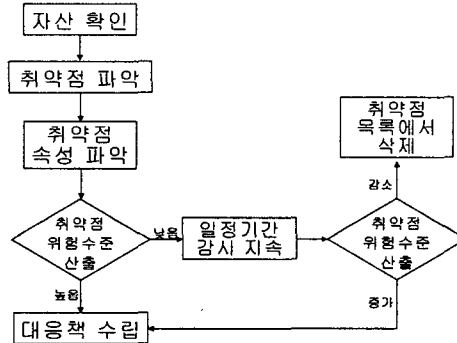 자산 확인
취약점 파악
취약점
속성 파악
취약점
위험수준
산출
낮음
일정기간
감사 지속
취약점
위험수준
산출
감소
취약점
목록에서
삭제
높음
증가
대응책 수립